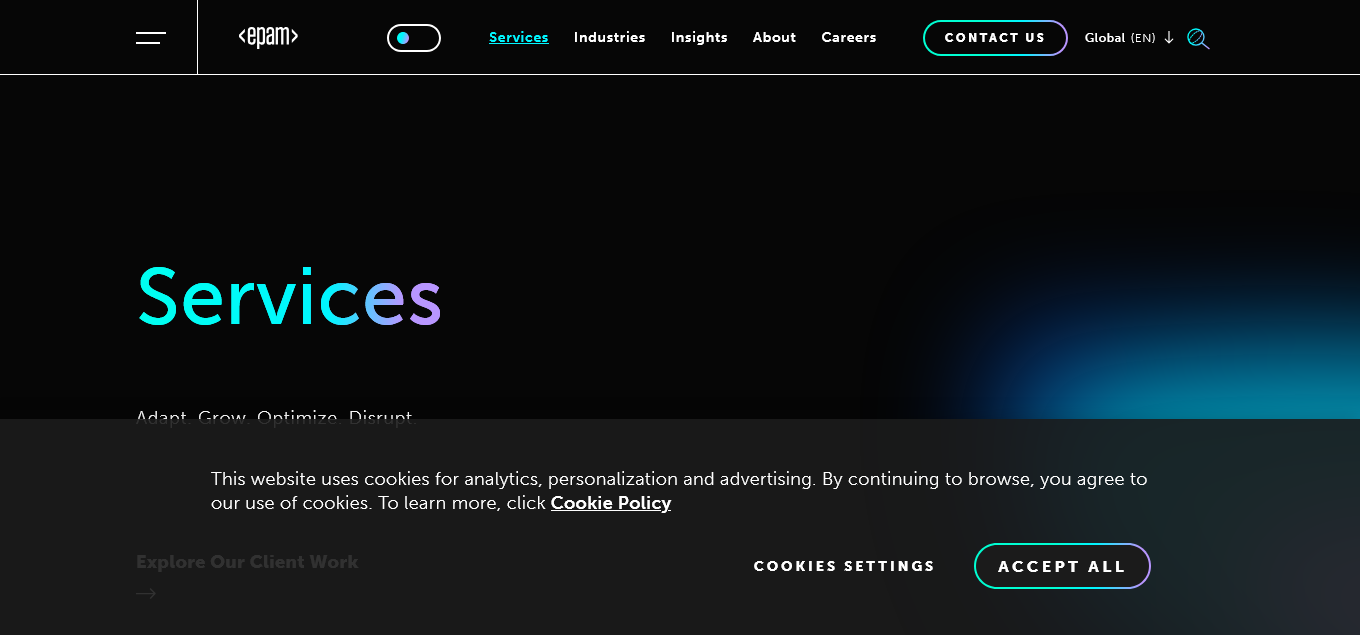 <epam>
Services
Industries
Insights
About
Careers
CONTACT US
Global (EN)
Services
Adapt. Grow. Optimize. Disrupt.
This website uses cookies for analytics, personalization and advertising. By continuing to browse, you agree to
our use of cookies. To learn more, click Cookie Policy
Explore Our Client Work
COOKIES SETTINGS
ACCEPT ALL